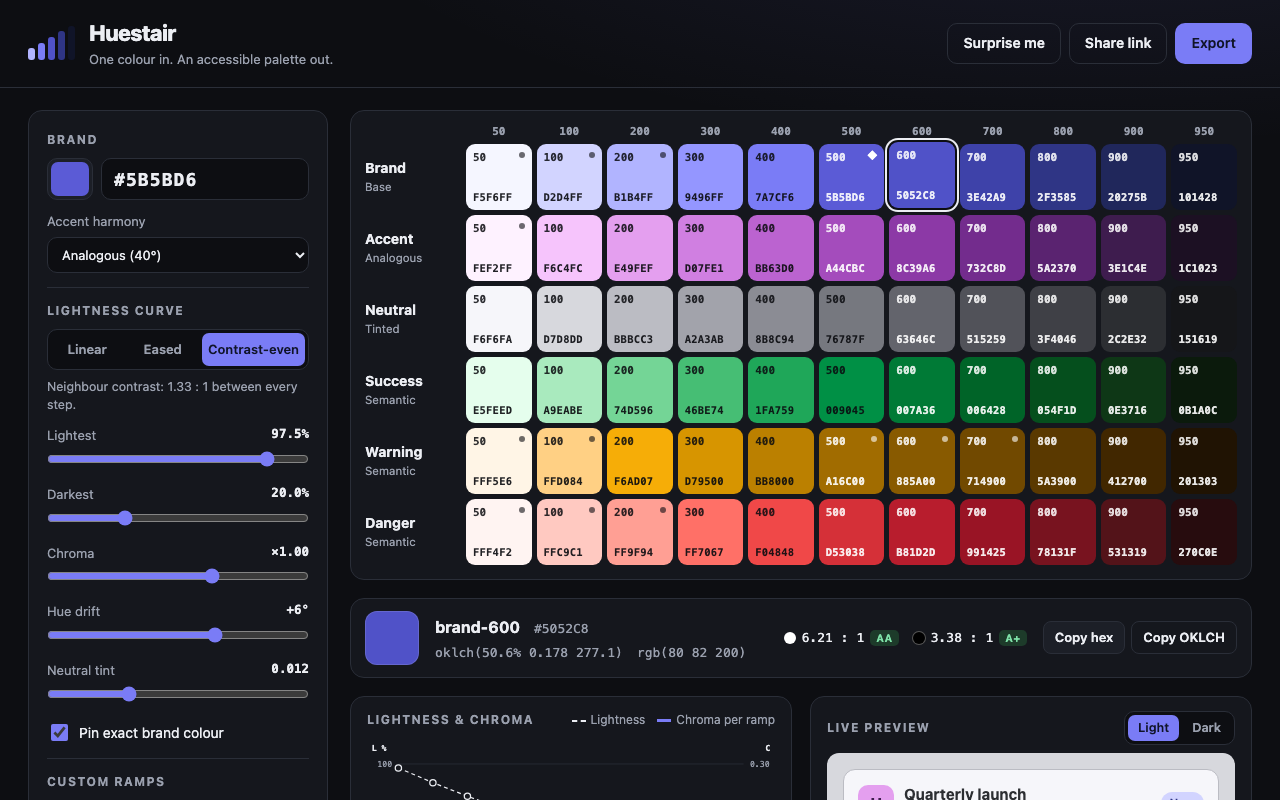 Huestair
One colour in. An accessible palette out.
Surprise me
Share link
Export
BRAND
#5B5BD6
Accent harmony
Analogous (40°)
LIGHTNESS CURVE
Linear
Eased
Contrast-even
Neighbour contrast: 1.33 : 1 between every
step.
Lightest 97.5%
Darkest 20.0%
Chroma ×1.00
Hue drift +6°
Neutral tint 0.012
Pin exact brand colour
CUSTOM RAMPS
50 100 200 300 400 500 600 700 800 900 950
Brand
Base
50 100 200 300 400 500 600 700 800 900 950
F5F6FF D2D4FF B1B4FF 9496FF 7A7CF6 5B5BD6 5052C8 3E42A9 2F3585 20275B 101428
Accent
Analogous
50 100 200 300 400 500 600 700 800 900 950
FEF2FF F6C4FC E49FEF D07FE1 BB63D0 A44CBC 8C39A6 732C8D 5A2370 3E1C4E 1C1023
Neutral
Tinted
50 100 200 300 400 500 600 700 800 900 950
F6F6FA D7D8DD BBBCC3 A2A3AB 8B8C94 76787F 63646C 515259 3F4046 2C2E32 151619
Success
Semantic
50 100 200 300 400 500 600 700 800 900 950
E5FEED A9EABE 74D596 46BE74 1FA759 009045 007A36 006428 054F1D 0E3716 0B1A0C
Warning
Semantic
50 100 200 300 400 500 600 700 800 900 950
FFF5E6 FFD084 F6AD07 D79500 BB8000 A16C00 885A00 714900 5A3900 412700 201303
Danger
Semantic
50 100 200 300 400 500 600 700 800 900 950
FFF4F2 FFC9C1 FF9F94 FF7067 F04848 D53038 B81D2D 991425 78131F 531319 270C0E
brand-600 #5052C8
oklch(50.6% 0.178 277.1) rgb(80 82 200)
6.21 : 1 AA
3.38 : 1 A+
Copy hex
Copy OKLCH
LIGHTNESS & CHROMA
Lightness
Chroma per ramp
L %
C
100
0.30
LIVE PREVIEW
Light
Dark
Quarterly launch